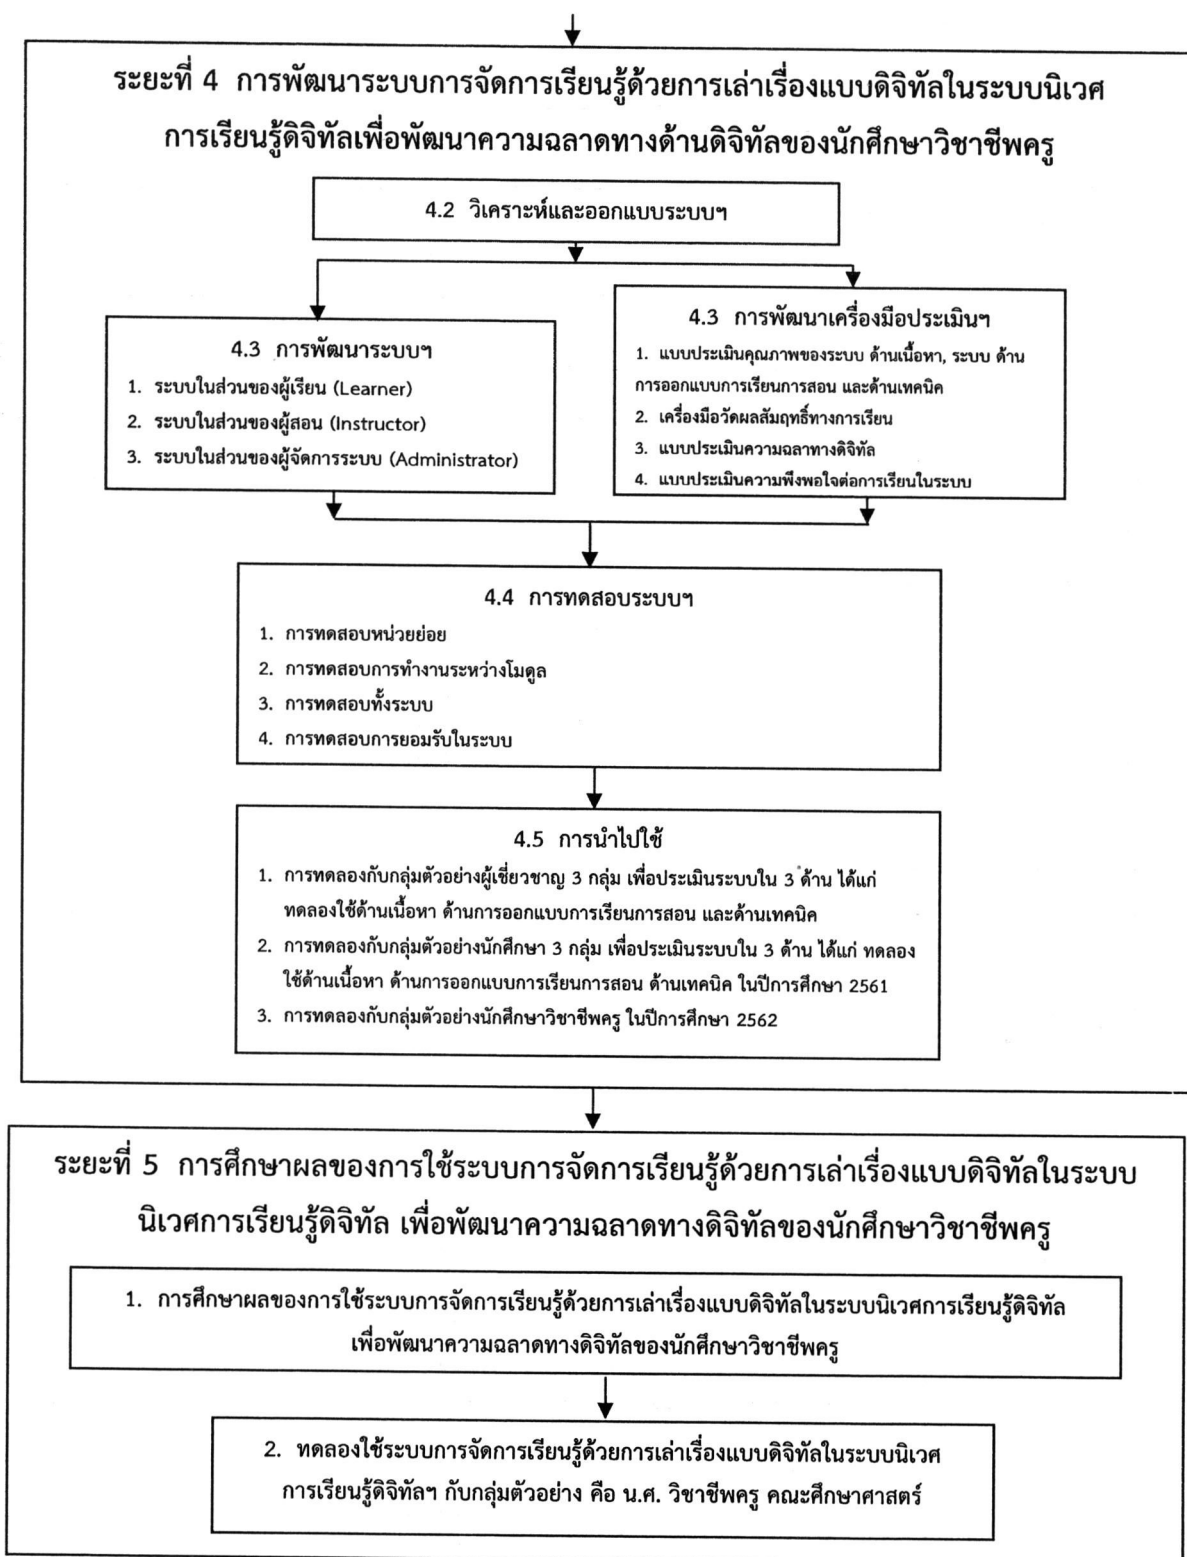 ระยะที่ 4 การพัฒนาระบบการจัดการเรียนรู้ด้วยการเล่าเรื่องแบบดิจิทัลในระบบนิเวศ
การเรียนรู้ดิจิทัลเพื่อพัฒนาความฉลาดทางด้านดิจิทัลของนักศึกษาวิชาชีพครู
4.2 วิเคราะห์และออกแบบระบบฯ
4.3 การพัฒนาระบบฯ
1. ระบบในส่วนของผู้เรียน (Learner)
2. ระบบในส่วนของผู้สอน (Instructor)
3. ระบบในส่วนของผู้จัดการระบบ (Administrator)
4.3 การพัฒนาเครื่องมือประเมินฯ
1. แบบประเมินคุณภาพของระบบ ด้านเนื้อหา, ระบบ ด้าน
การออกแบบการเรียนการสอน และด้านเทคนิค
2. เครื่องมือวัดผลสัมฤทธิ์ทางการเรียน
3. แบบประเมินความฉลาทางดิจิทัล
4. แบบประเมินความพึงพอใจต่อการเรียนในระบบ
4.4 การทดสอบระบบฯ
1. การทดสอบหน่วยย่อย
2. การทดสอบการทำงานระหว่างโมดูล
3. การทดสอบทั้งระบบ
4. การทดสอบการยอมรับในระบบ
4.5 การนำไปใช้
1. การทดลองกับกลุ่มตัวอย่างผู้เชี่ยวชาญ 3 กลุ่ม เพื่อประเมินระบบใน 3 ด้าน ได้แก่
ทดลองใช้ด้านเนื้อหา ด้านการออกแบบการเรียนการสอน และด้านเทคนิค
2. การทดลองกับกลุ่มตัวอย่างนักศึกษา 3 กลุ่ม เพื่อประเมินระบบใน 3 ด้าน ได้แก่ ทดลอง
ใช้ด้านเนื้อหา ด้านการออกแบบการเรียนการสอน ด้านเทคนิค ในปีการศึกษา 2561
3. การทดลองกับกลุ่มตัวอย่างนักศึกษาวิชาชีพครู ในปีการศึกษา 2562
ระยะที่ 5 การศึกษาผลของการใช้ระบบการจัดการเรียนรู้ด้วยการเล่าเรื่องแบบดิจิทัลในระบบ
นิเวศการเรียนรู้ดิจิทัล เพื่อพัฒนาความฉลาดทางดิจิทัลของนักศึกษาวิชาชีพครู
1. การศึกษาผลของการใช้ระบบการจัดการเรียนรู้ด้วยการเล่าเรื่องแบบดิจิทัลในระบบนิเวศการเรียนรู้ดิจิทัล
เพื่อพัฒนาความฉลาดทางดิจิทัลของนักศึกษาวิชาชีพครู
2. ทดลองใช้ระบบการจัดการเรียนรู้ด้วยการเล่าเรื่องแบบดิจิทัลในระบบนิเวศ
การเรียนรู้ดิจิทัลฯ กับกลุ่มตัวอย่าง คือ น.ศ. วิชาชีพครู คณะศึกษาศาสตร์